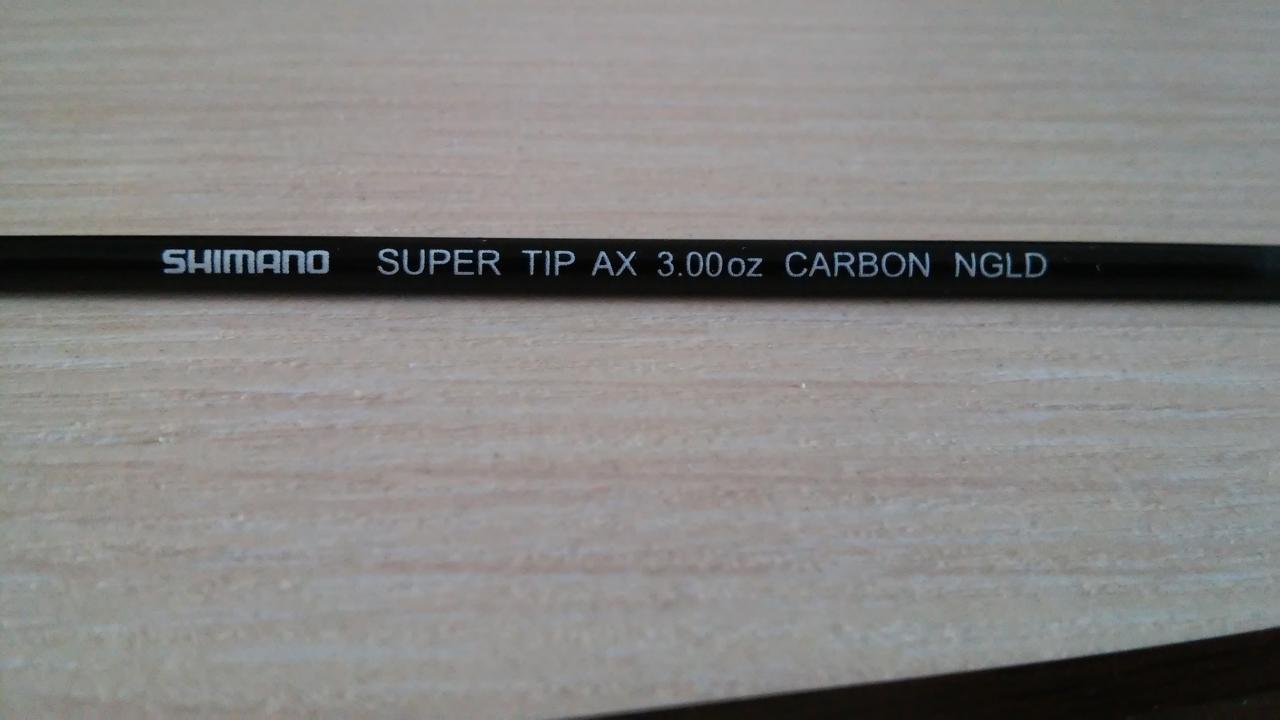 SHIMANO SUPER TIP AX 3.00oz CARBON NGLD